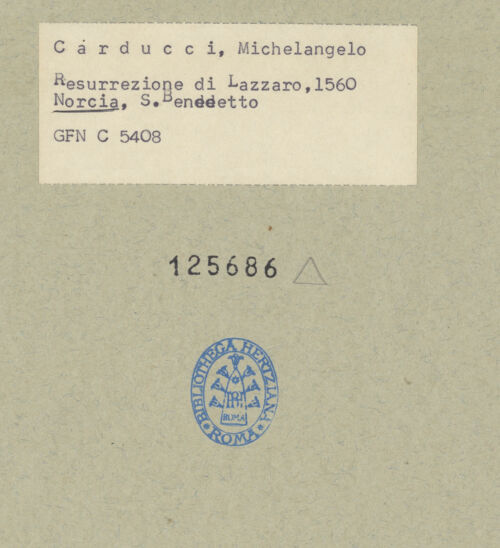 Carducci, Michelangelo
Resurrezione di Lazzaro,1560
Norcia, S.Benedetto
GFN C 5408
125686
BIBLIOTHECA HERTZIANA
ROMA
ROMA